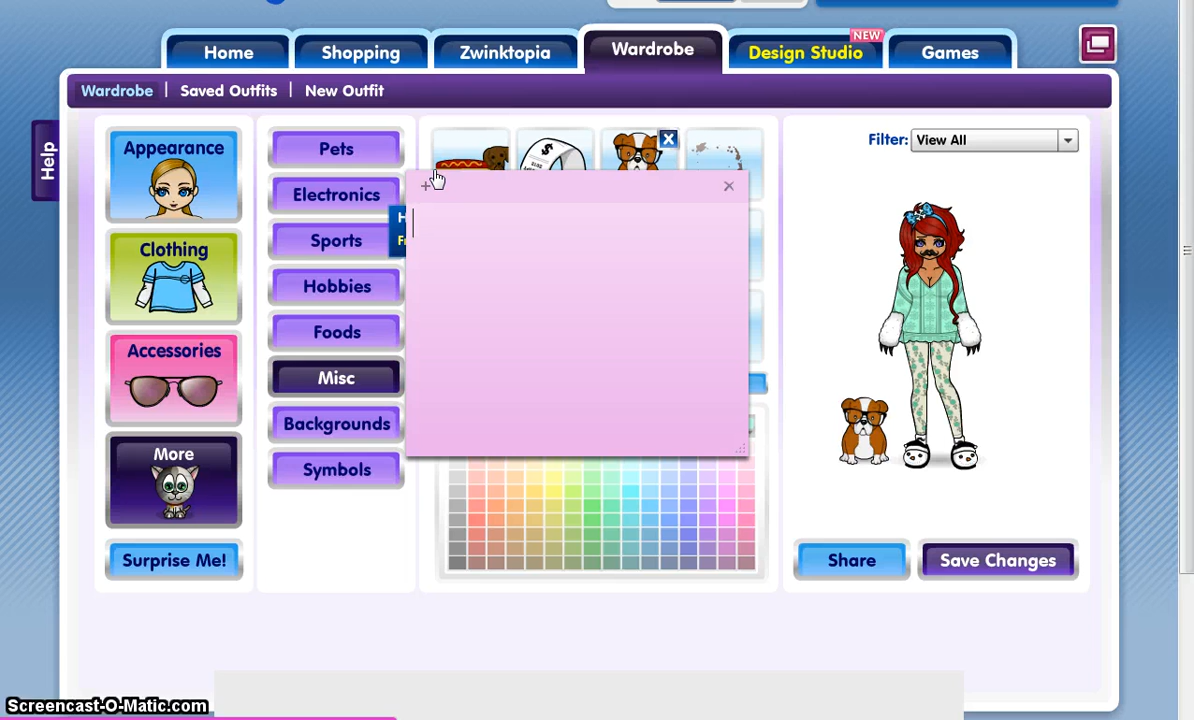 NEW
Home
Shopping
Zwinktopia
Wardrobe
Design Studio
Games
Wardrobe | Saved Outfits | New Outfit
Help
Appearance
Clothing
Accessories
More
Surprise Me!
Pets
Electronics
Sports
Hobbies
Foods
Misc
Backgrounds
Symbols
$
H
Filter: View All
Share
Save Changes
Screencast-O-Matic.com